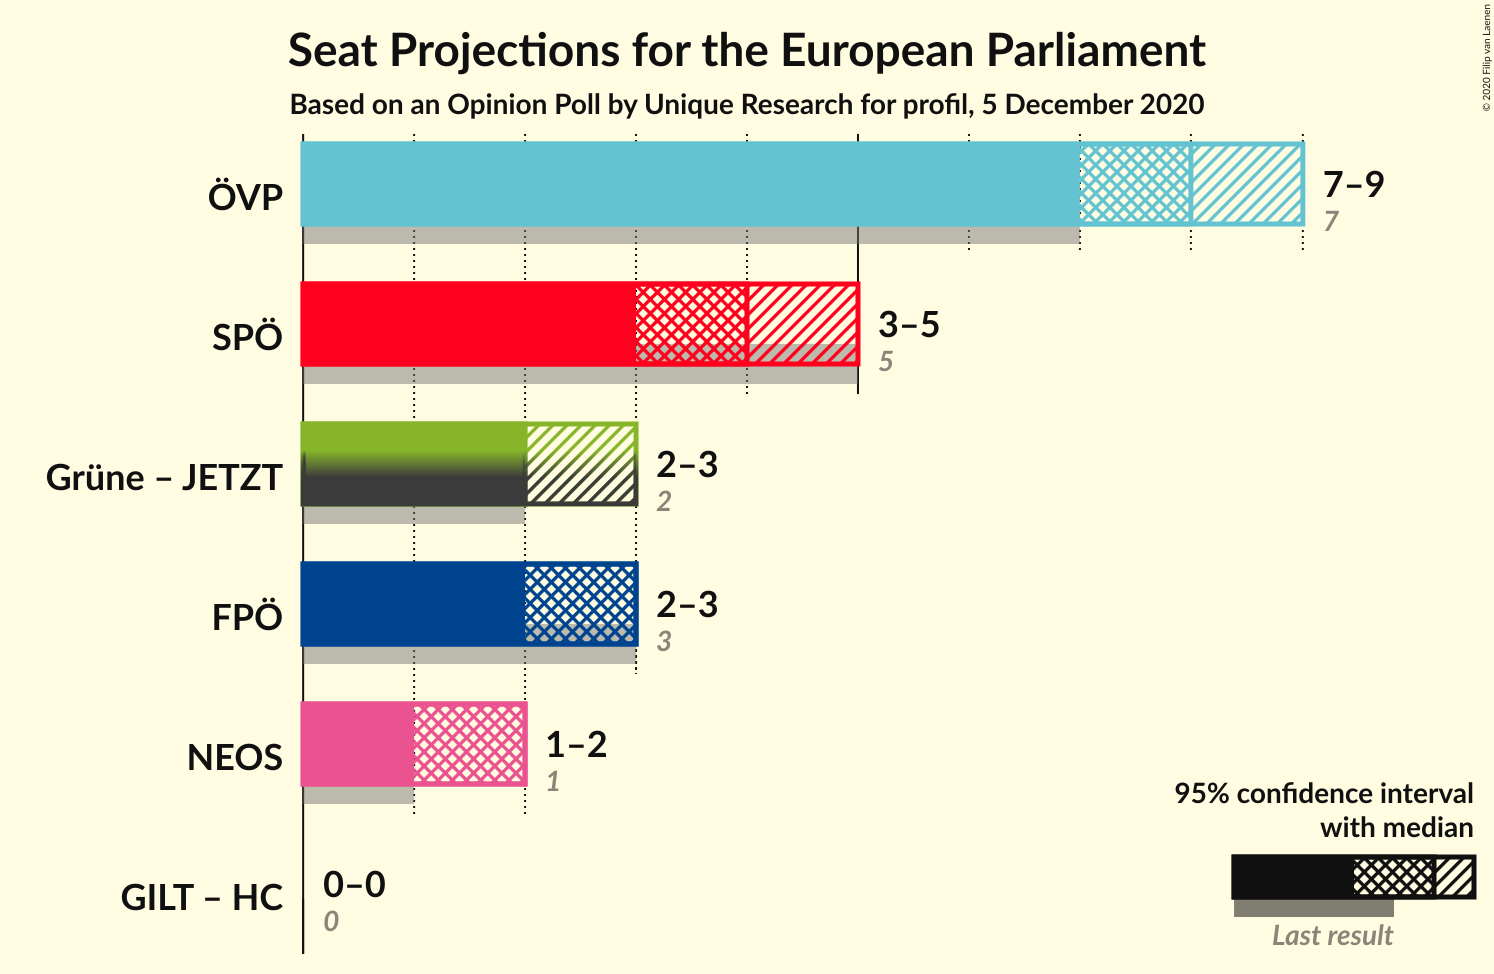 Seat Projections for the European Parliament
Based on an Opinion Poll by Unique Research for profil, 5 December 2020
© 2020 Filip van Laenen
ÖVP
7–9
7
SPÖ
3–5
5
Grüne – JETZT
2–3
2
FPÖ
2–3
3
NEOS
1–2
1
GILT – HC
0–0
0
95% confidence interval
with median
Last result